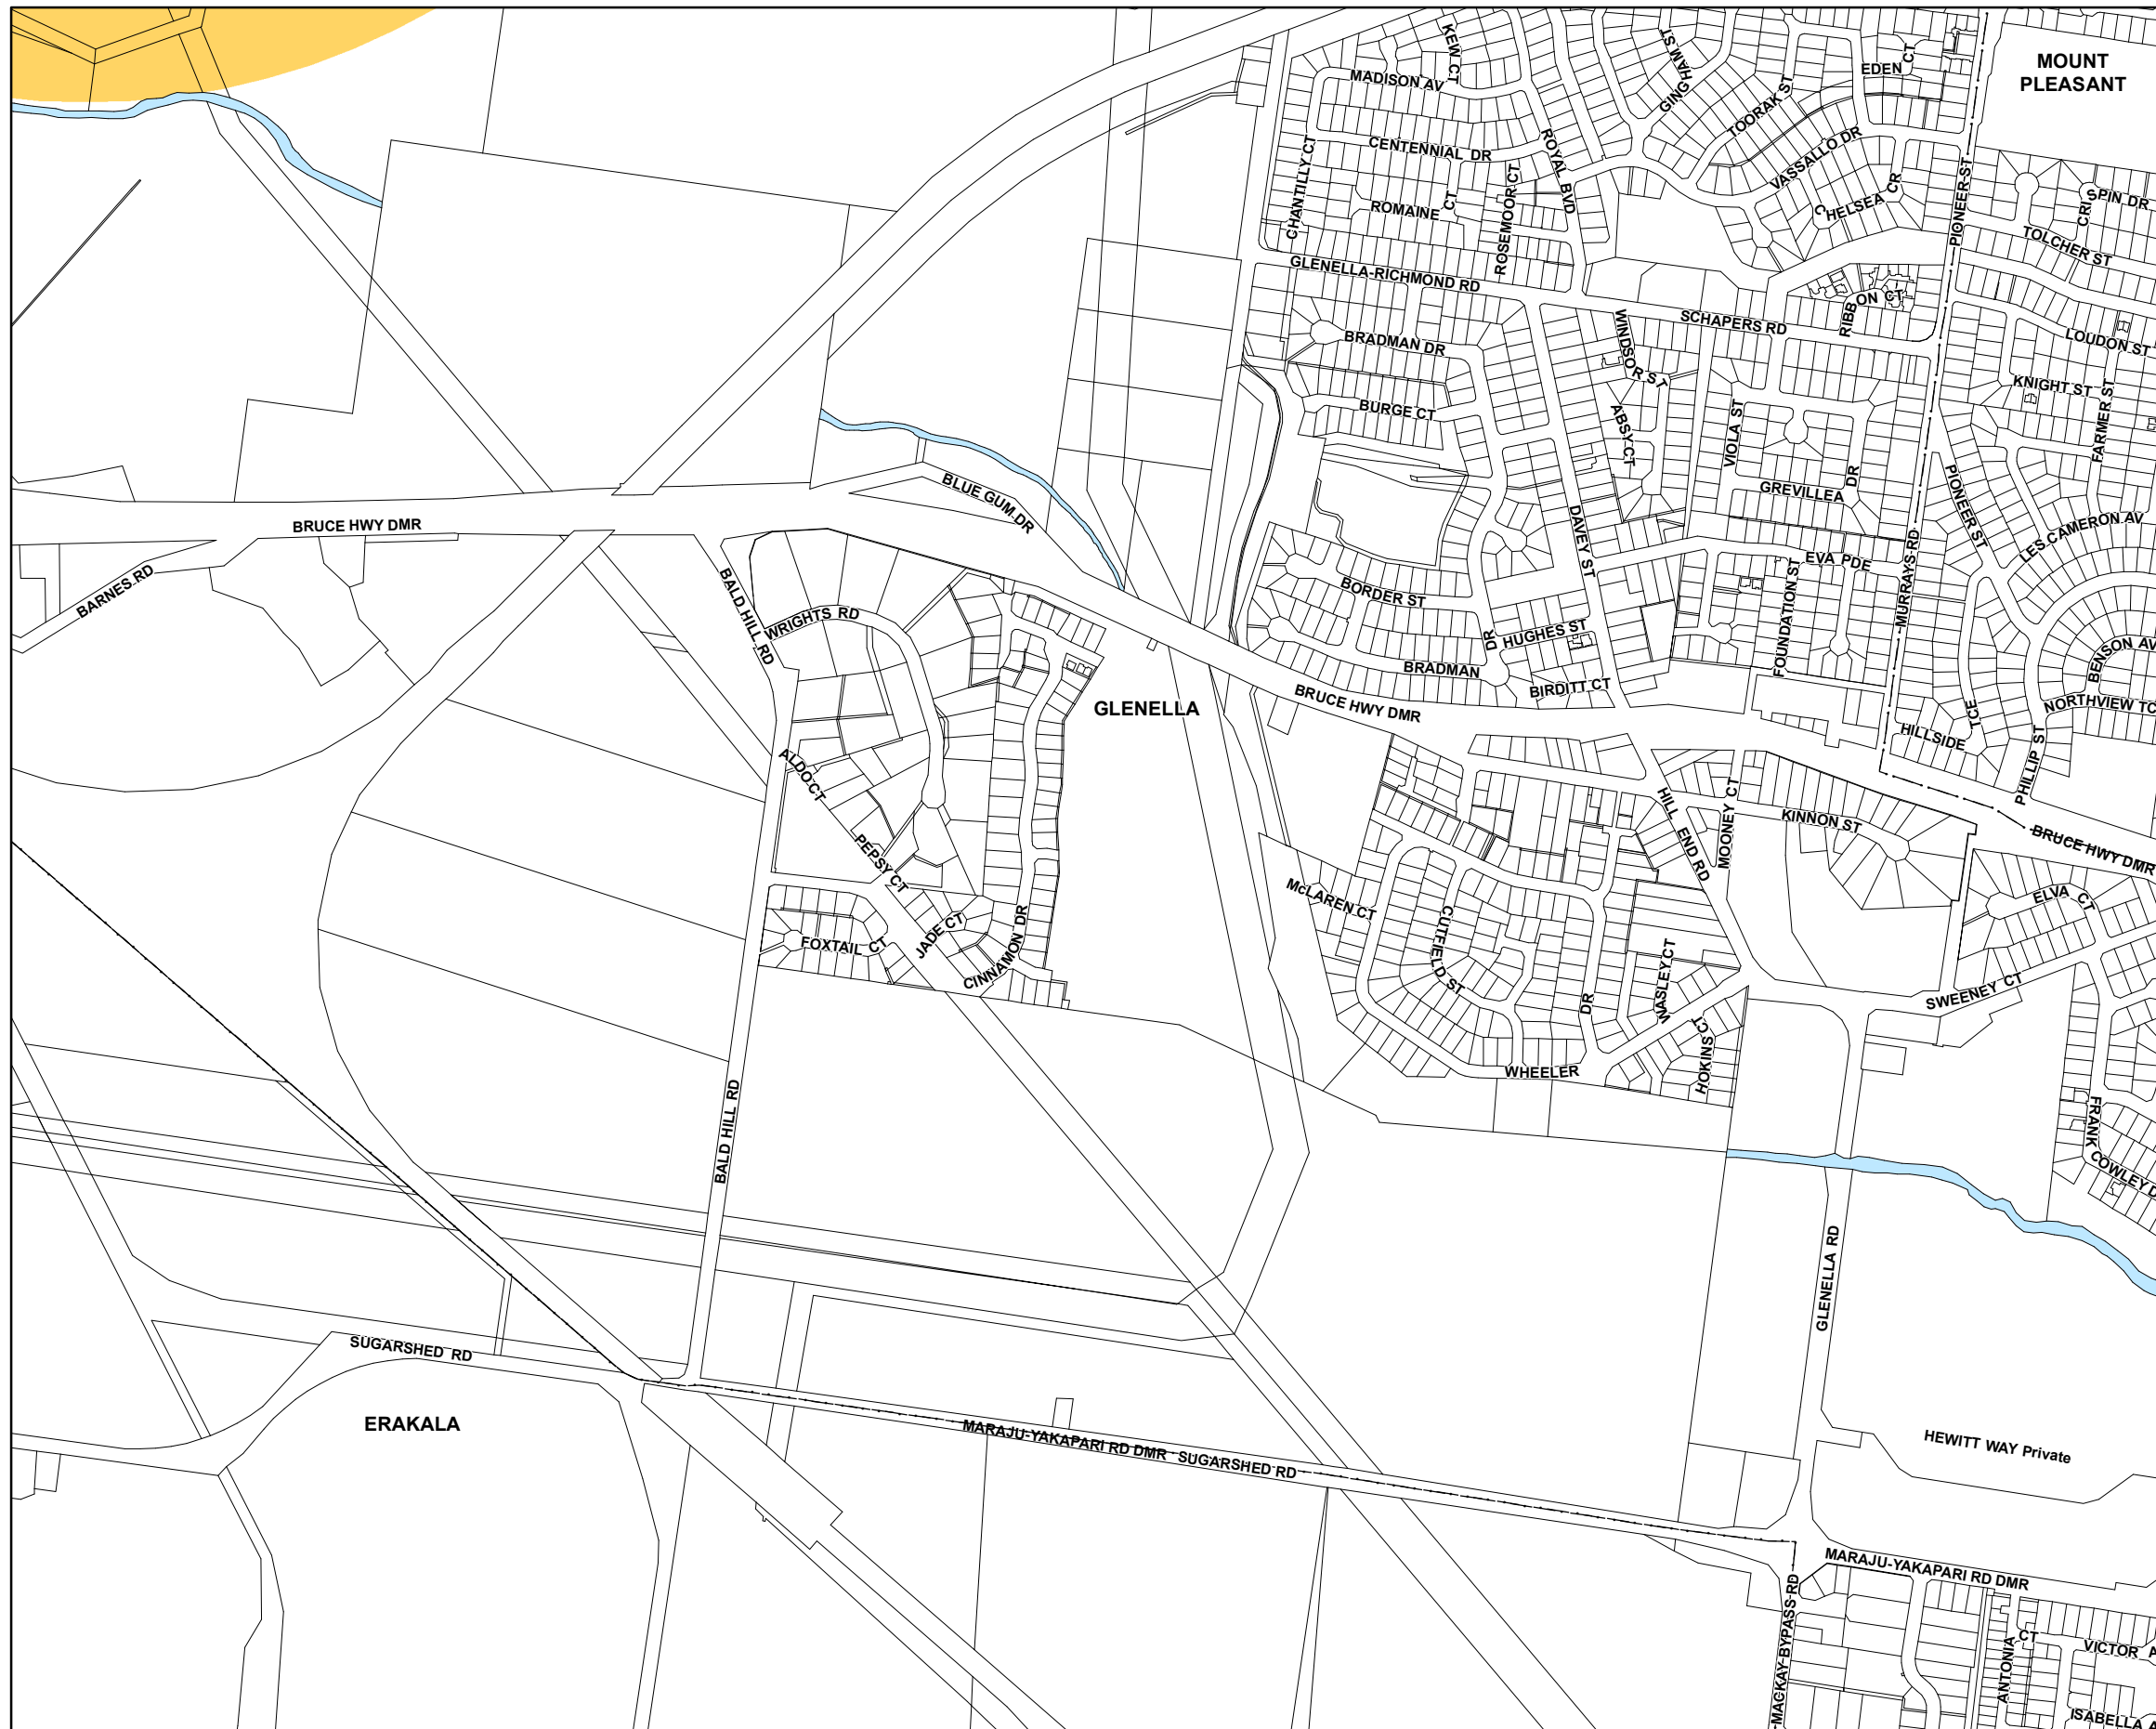 MOUNT
PLEASANT
KEW CT
GINGHAM ST
EDEN CT
MADISON AV
TOORAK ST
CENTENNIAL DR
ROYAL BVD
VASSALLO DR
CHANTILLY CT
ROMAINE CT
ROSEMOOR CT
CHELSEA CR
PIONEER ST
SPIN DR
CRI
TOLCHER ST
GLENELLA-RICHMOND RD
RIBBON CT
SCHAPERS RD
BRADMAN DR
WINDSOR ST
LOUDON ST
KNIGHT ST
FARMER ST
BURGE CT
ABSY CT
VIOLA ST
GREVILLEA DR
PIONEER ST
BLUE GUM DR
BRUCE HWY DMR
DAVEY ST
LES CAMERON AV
EVA PDE
MURRAYS RD
BARNES RD
BALD HILL RD
BORDER ST
FOUNDATION ST
WRIGHTS RD
HUGHES ST
BRADMAN DR
BENSON AV
BIRDITT CT
GLENELLA
BRUCE HWY DMR
NORTHVIEW TC
HILLSIDE TCE
PHILLIP ST
ALDO CT
HILL END RD
MOONEY CT
KINNON ST
BRUCE HWY DMR
PEPSY CT
McLAREN CT
CUTFIELD ST
ELVA CT
FOXTAIL CT
JADE CT
CINNAMON DR
WASLEY CT
SWEENEY CT
HOKINS CT
WHEELER DR
BALD HILL RD
FRANK
COWLEY D
GLENELLA RD
SUGARSHED RD
ERAKALA
MARAJU-YAKAPARI RD DMR
SUGARSHED RD
HEWITT WAY Private
MARAJU-YAKAPARI RD DMR
MACKAY-BYPASS-RD
ANTONIA CT
VICTOR A
ISABELLA A